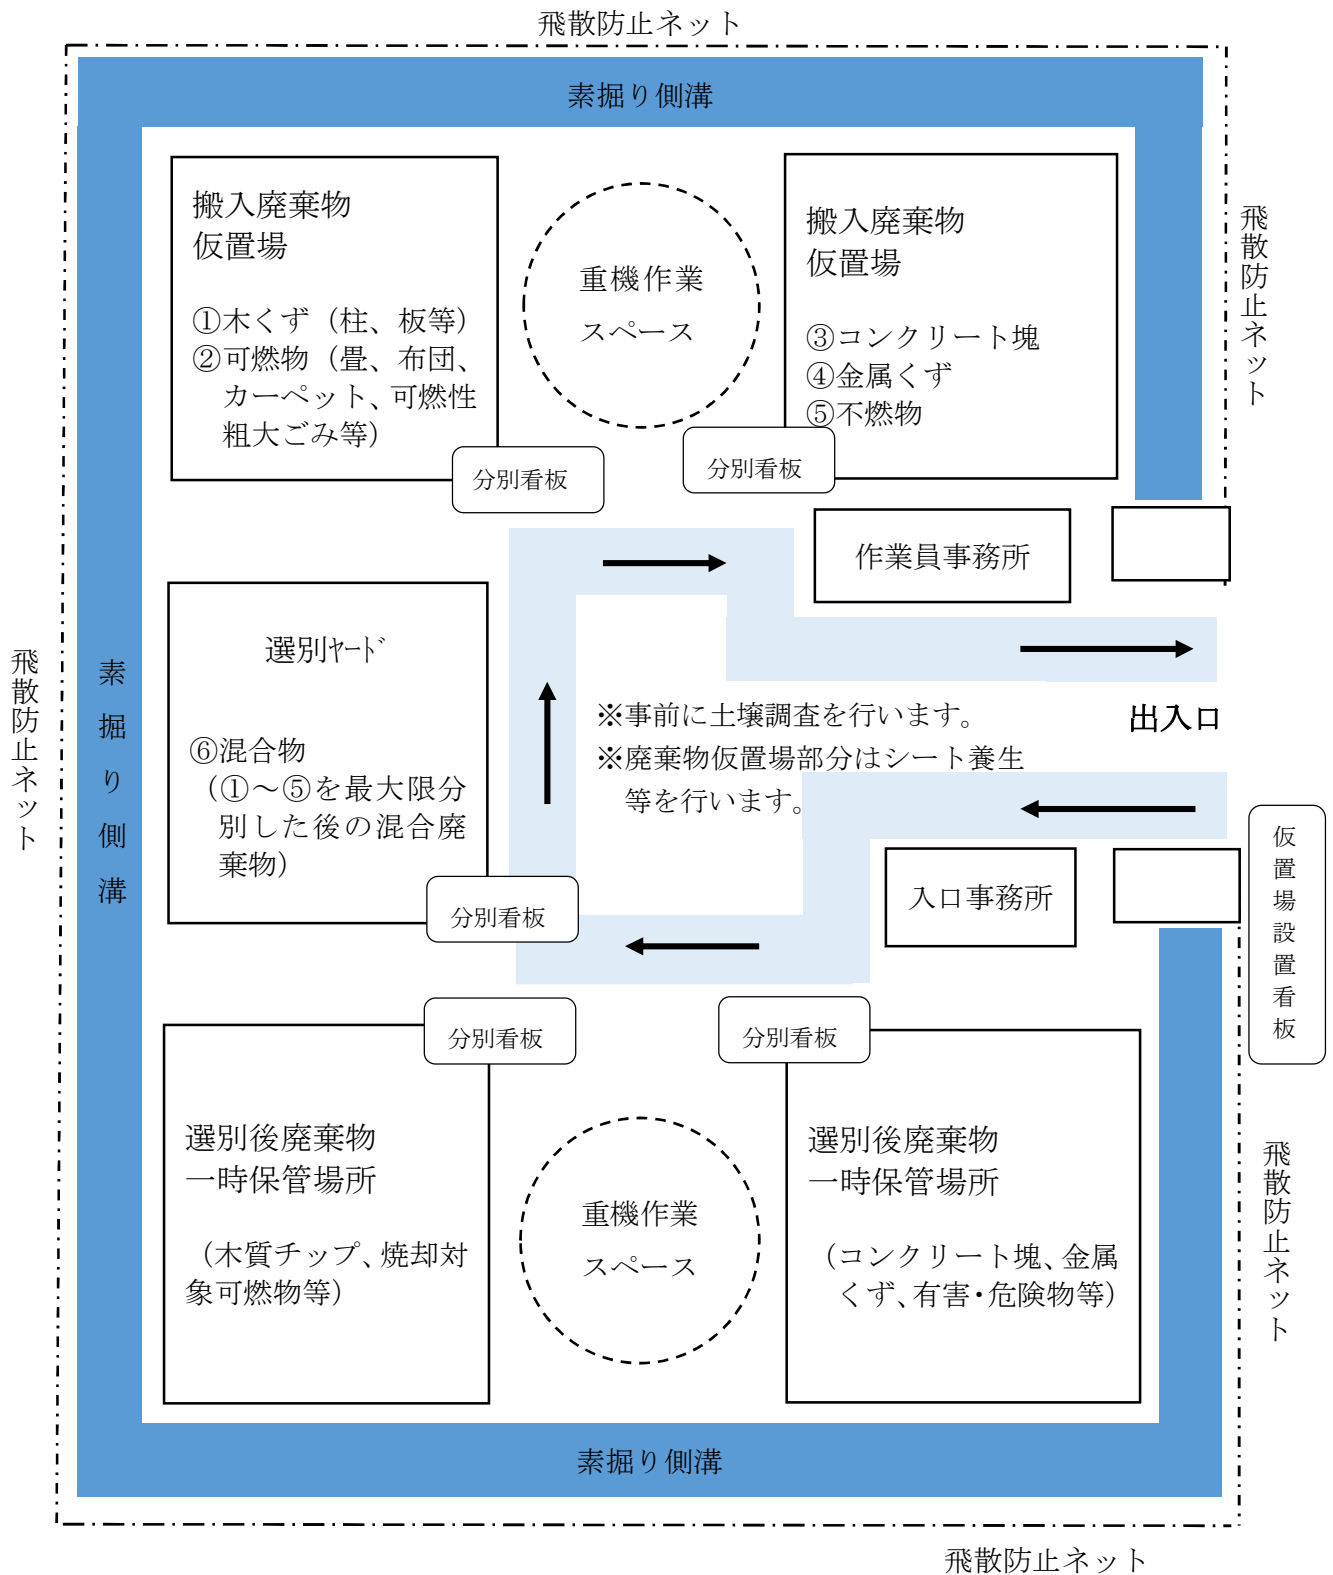 飛散防止ネット
素掘り側溝
搬入廃棄物
仮置場
①木くず（柱、板等）
②可燃物（畳、布団、
カーペット、可燃性
粗大ごみ等）
分別看板
重機作業
スペース
搬入廃棄物
仮置場
③コンクリート塊
④金属くず
⑤不燃物
分別看板
飛散防止ネット
作業員事務所
飛散防止ネット
素掘り側溝
選別ﾔｰﾄﾞ
⑥混合物
（①～⑤を最大限分
別した後の混合廃
棄物）
分別看板
※事前に土壌調査を行います。
※廃棄物仮置場部分はシート養生
等を行います。
出入口
入口事務所
仮置場設置看板
分別看板
選別後廃棄物
一時保管場所
（木質チップ、焼却対
象可燃物等）
重機作業
スペース
分別看板
選別後廃棄物
一時保管場所
（コンクリート塊、金属
くず、有害・危険物等）
飛散防止ネット
素掘り側溝
飛散防止ネット